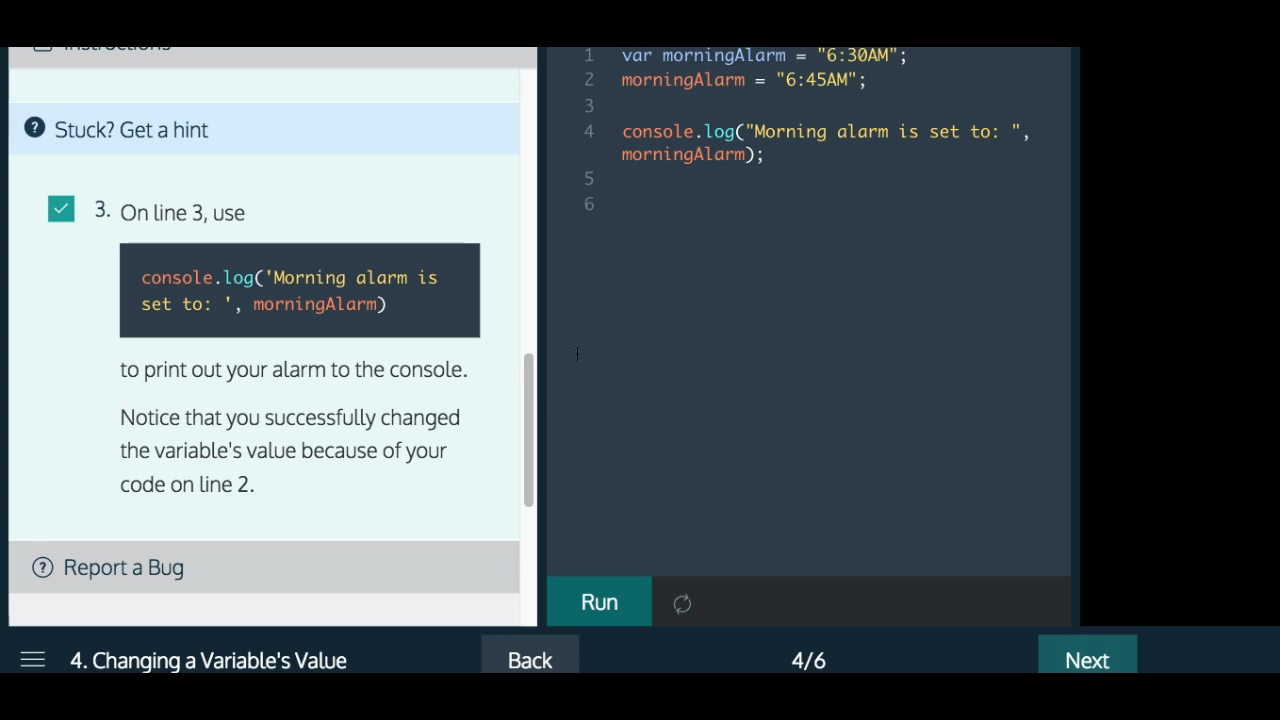 Instructions
Stuck? Get a hint
3. On line 3, use
console.log('Morning alarm is
set to: ', morningAlarm)
to print out your alarm to the console.
Notice that you successfully changed
the variable's value because of your
code on line 2.
Report a Bug
1 var morningAlarm = "6:30AM";
2 morningAlarm = "6:45AM";
3
4 console.log("Morning alarm is set to: ",
morningAlarm);
5
6
Run
4. Changing a Variable's Value
Back
4/6
Next